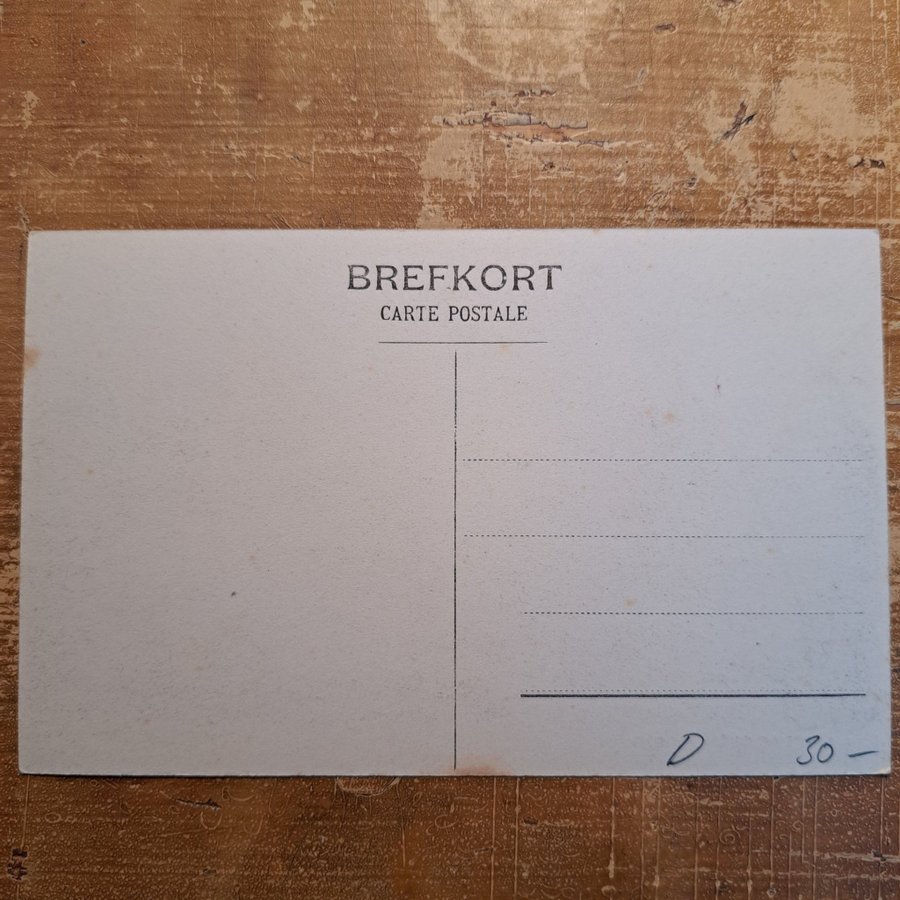 BREFKORT
CARTE POSTALE
D 30 –